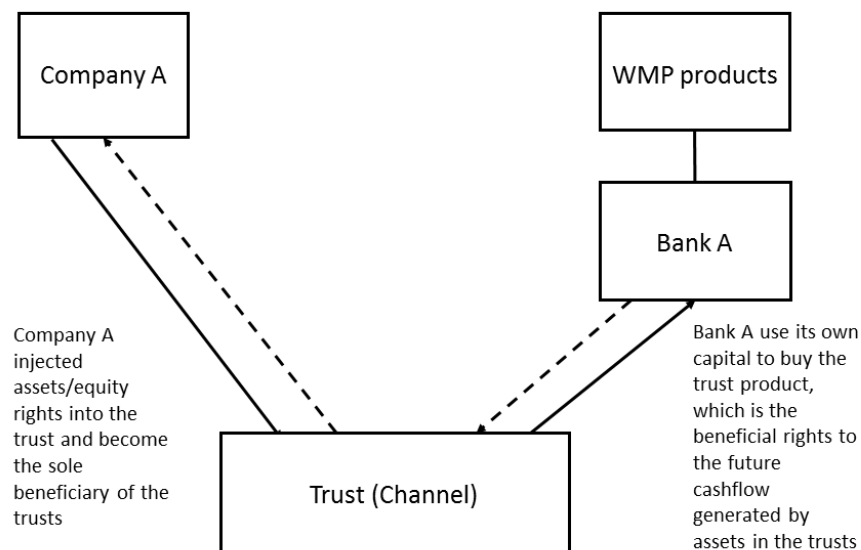 Company A
WMP products
Bank A
Company A
injected
assets/equity
rights into the
trust and become
the sole
beneficiary of the
trusts
Bank A use its own
capital to buy the
trust product,
which is the
beneficial rights to
the future
cashflow
generated by
assets in the trusts
Trust (Channel)